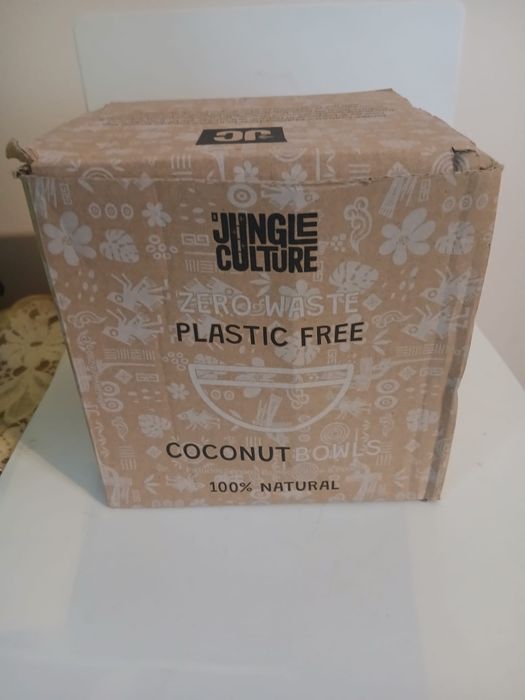 JC
JUNGLE
CULTURE
ZERO WASTE
PLASTIC FREE
COCONUT BOWLS
100% NATURAL